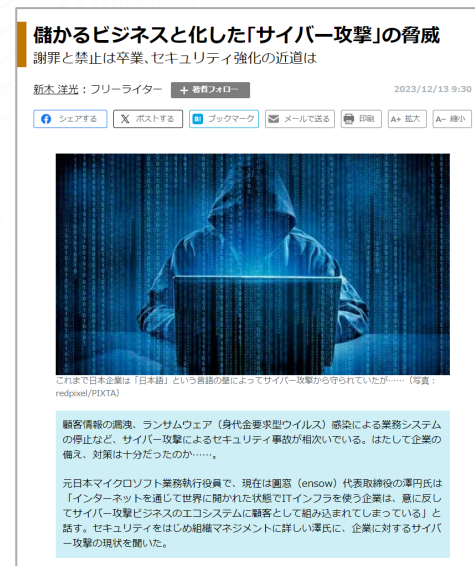 儲かるビジネスと化した「サイバー攻撃」の脅威
謝罪と禁止は卒業、セキュリティ強化の近道は
新木 洋光 : フリーライター + 著者フォロー 2023/12/13 9:30
シェアする ポストする B! ブックマーク メールで送る 印刷 A+ 拡大 A- 縮小
これまで日本企業は「日本語」という言語の壁によってサイバー攻撃から守られていたが……（写真：
redpixel/PIXTA）
顧客情報の漏洩、ランサムウェア（身代金要求型ウイルス）感染による業務システム
の停止など、サイバー攻撃によるセキュリティ事故が相次いでいる。はたして企業の
備え、対策は十分だったのか……。
元日本マイクロソフト業務執行役員で、現在は圓窓（ensow）代表取締役の澤円氏は
「インターネットを通じて世界に開かれた状態でITインフラを使う企業は、意に反し
てサイバー攻撃ビジネスのエコシステムに顧客として組み込まれてしまっている」と
話す。セキュリティをはじめ組織マネジメントに詳しい澤氏に、企業に対するサイバ
ー攻撃の現状を聞いた。